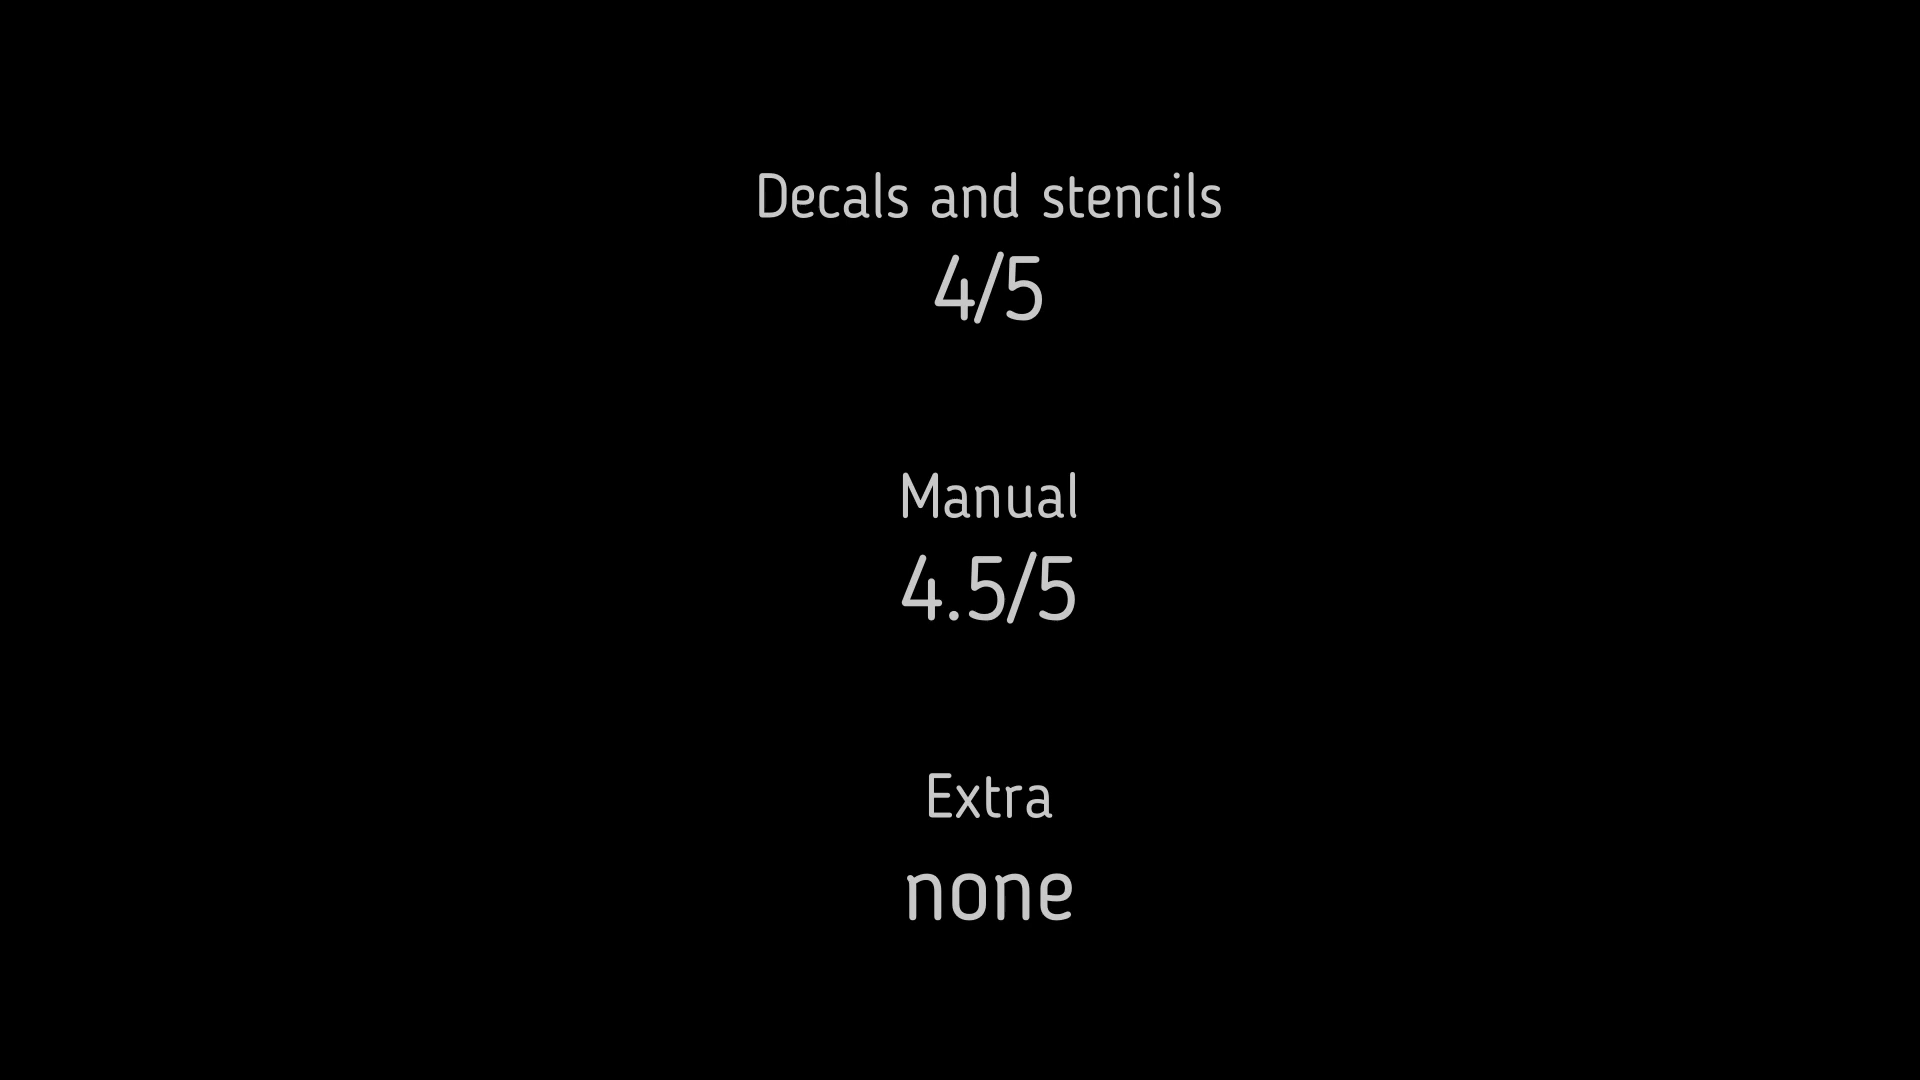 Decals and stencils
4/5
Manual
4.5/5
Extra
none